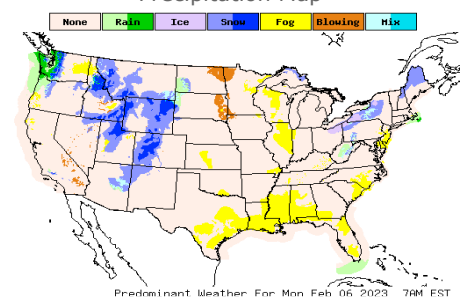 Precipitation Map
None Rain Ice Snow Fog Blowing Mix
Predominant Weather For Mon Feb 06 2023 7AM EST